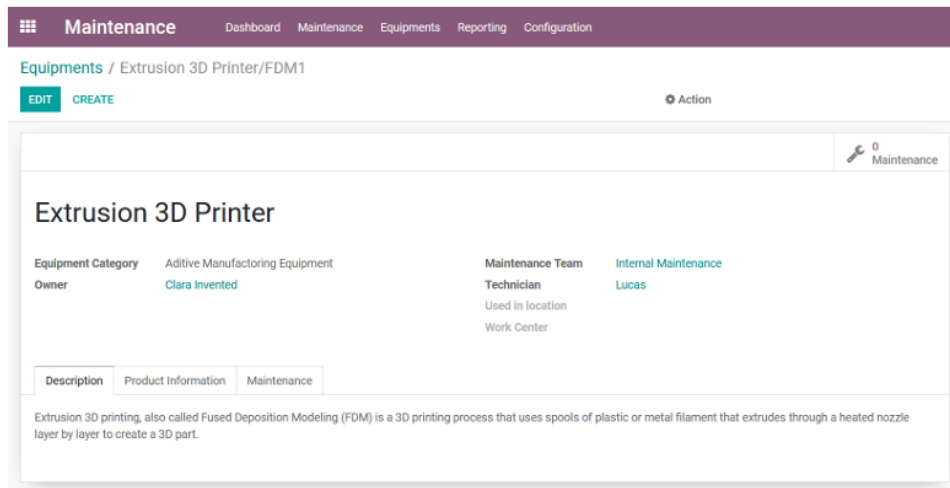 Maintenance Dashboard Maintenance Equipments Reporting Configuration
Equipments / Extrusion 3D Printer/FDM1
EDIT CREATE Action
0
Maintenance
Extrusion 3D Printer
Equipment Category Aditive Manufactoring Equipment Maintenance Team Internal Maintenance
Owner Clara Invented Technician Lucas
Used in location
Work Center
Description Product Information Maintenance
Extrusion 3D printing, also called Fused Deposition Modeling (FDM) is a 3D printing process that uses spools of plastic or metal filament that extrudes through a heated nozzle
layer by layer to create a 3D part.